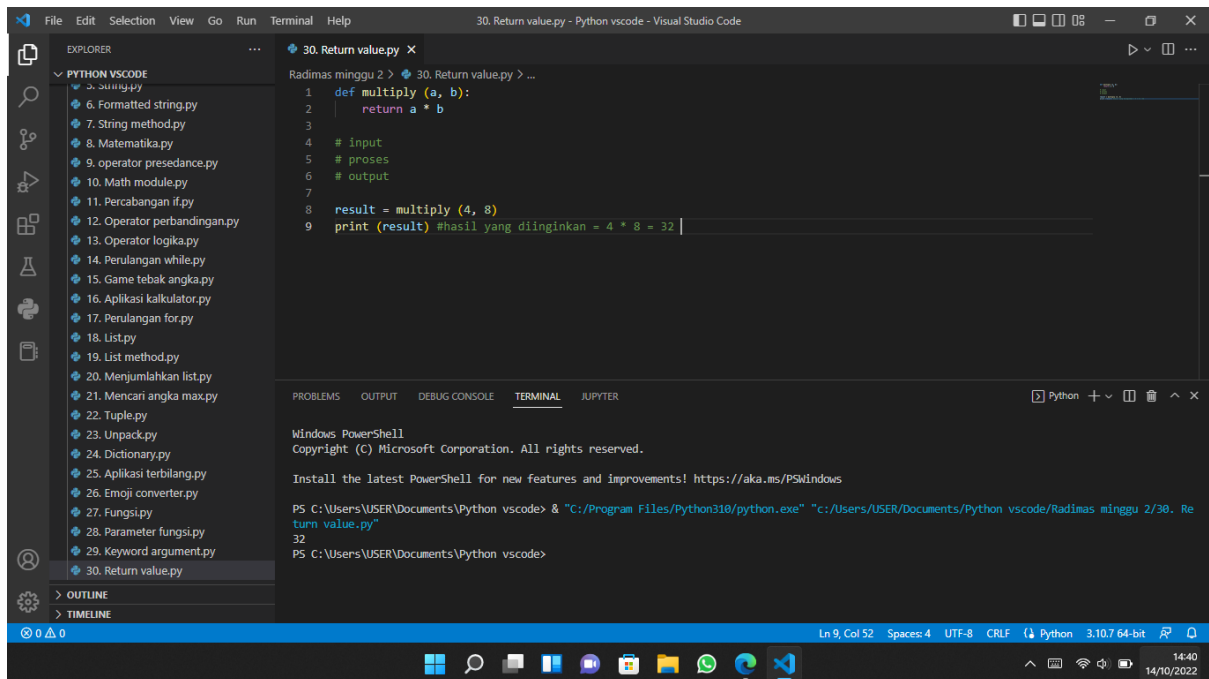 File Edit Selection View Go Run Terminal Help
30. Return value.py - Python vscode - Visual Studio Code
EXPLORER
PYTHON VSCODE
5. String.py
6. Formatted string.py
7. String method.py
8. Matematika.py
9. operator presedance.py
10. Math module.py
11. Percabangan if.py
12. Operator perbandingan.py
13. Operator logika.py
14. Perulangan while.py
15. Game tebak angka.py
16. Aplikasi kalkulator.py
17. Perulangan for.py
18. List.py
19. List method.py
20. Menjumlahkan list.py
21. Mencari angka max.py
22. Tuple.py
23. Unpack.py
24. Dictionary.py
25. Aplikasi terbilang.py
26. Emoji converter.py
27. Fungsi.py
28. Parameter fungsi.py
29. Keyword argument.py
30. Return value.py
OUTLINE
TIMELINE
30. Return value.py
Radimas minggu 2 > 30. Return value.py > ...
1 def multiply (a, b):
2 return a * b
3
4 # input
5 # proses
6 # output
7
8 result = multiply (4, 8)
9 print (result) #hasil yang diinginkan = 4 * 8 = 32
PROBLEMS OUTPUT DEBUG CONSOLE TERMINAL JUPYTER
Python
Windows PowerShell
Copyright (C) Microsoft Corporation. All rights reserved.
Install the latest PowerShell for new features and improvements! https://aka.ms/PSWindows
PS C:\Users\USER\Documents\Python vscode> & "C:/Program Files/Python310/python.exe" "c:/Users/USER/Documents/Python vscode/Radimas minggu 2/30. Re
turn value.py"
32
PS C:\Users\USER\Documents\Python vscode>
0 0
Ln 9, Col 52 Spaces: 4 UTF-8 CRLF Python 3.10.7 64-bit
14:40
14/10/2022